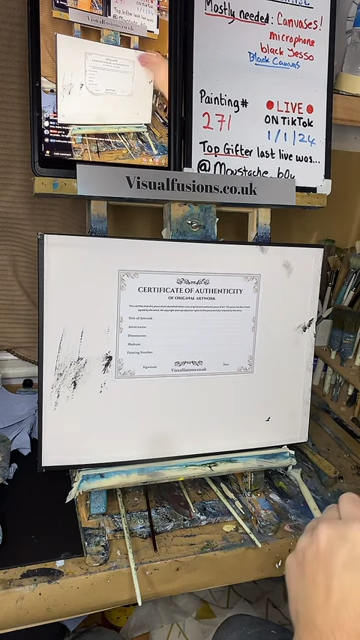 Mostly needed: Canvases!
microphone
black Gesso
Black Canvas
Painting#
271
LIVE
ON TikTok
1/1/24
Top Gifter last live was...
@Moustache_boy
Visualfusions.co.uk
CERTIFICATE OF AUTHENTICITY
OF ORIGINAL ARTWORK
Title of Artwork:
Artist name:
Dimensions:
Medium:
Painting Number:
Signature:
Date:
Visualfusions.co.uk